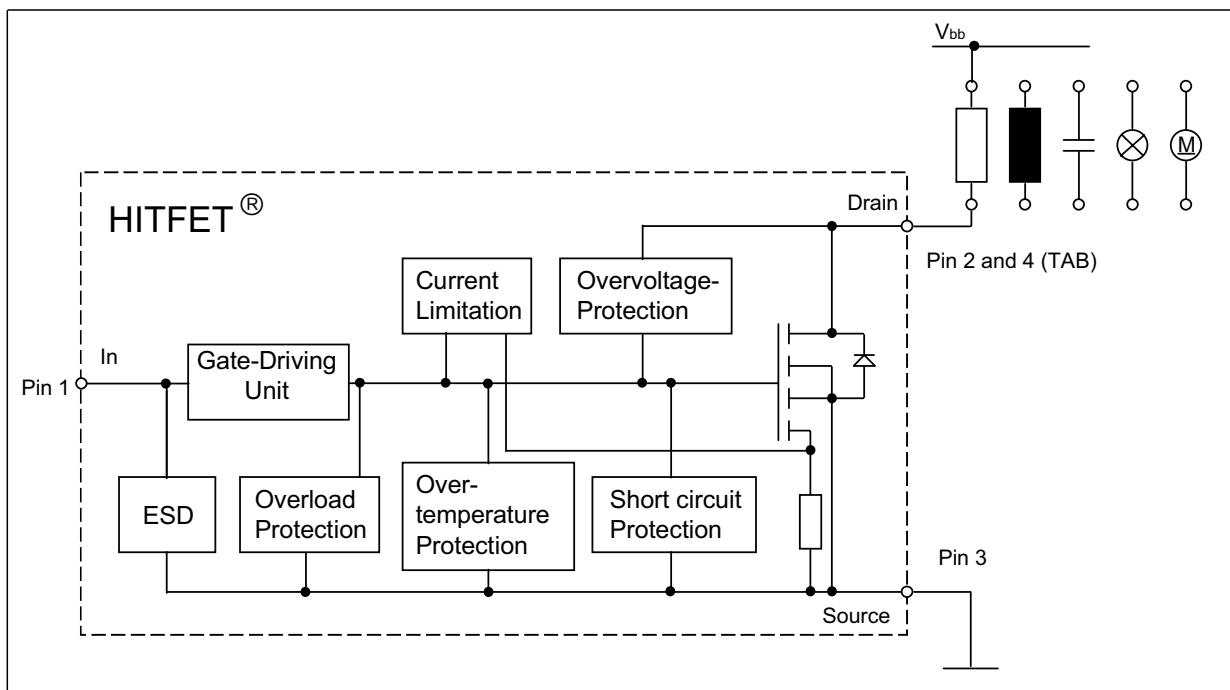 Vbb
M
HITFET ®
Drain
Pin 2 and 4 (TAB)
Current
Limitation
Overvoltage-
Protection
In
Pin 1
Gate-Driving
Unit
ESD
Overload
Protection
Over-
temperature
Protection
Short circuit
Protection
Pin 3
Source